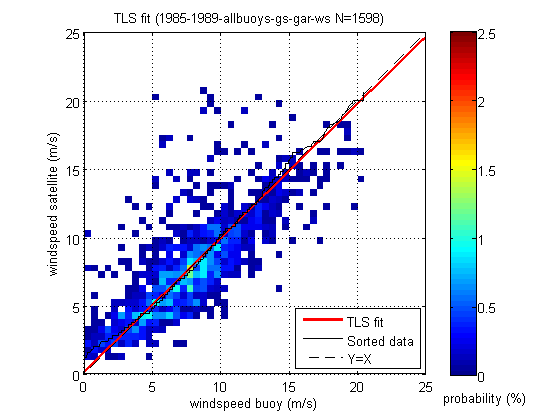 TLS fit (1985-1989-allbuoys-gs-gar-ws N=1598)
25
20
15
10
5
0
windspeed satellite (m/s)
0 5 10 15 20 25
windspeed buoy (m/s)
TLS fit
Sorted data
Y=X
2.5
2
1.5
1
0.5
0
probability (%)